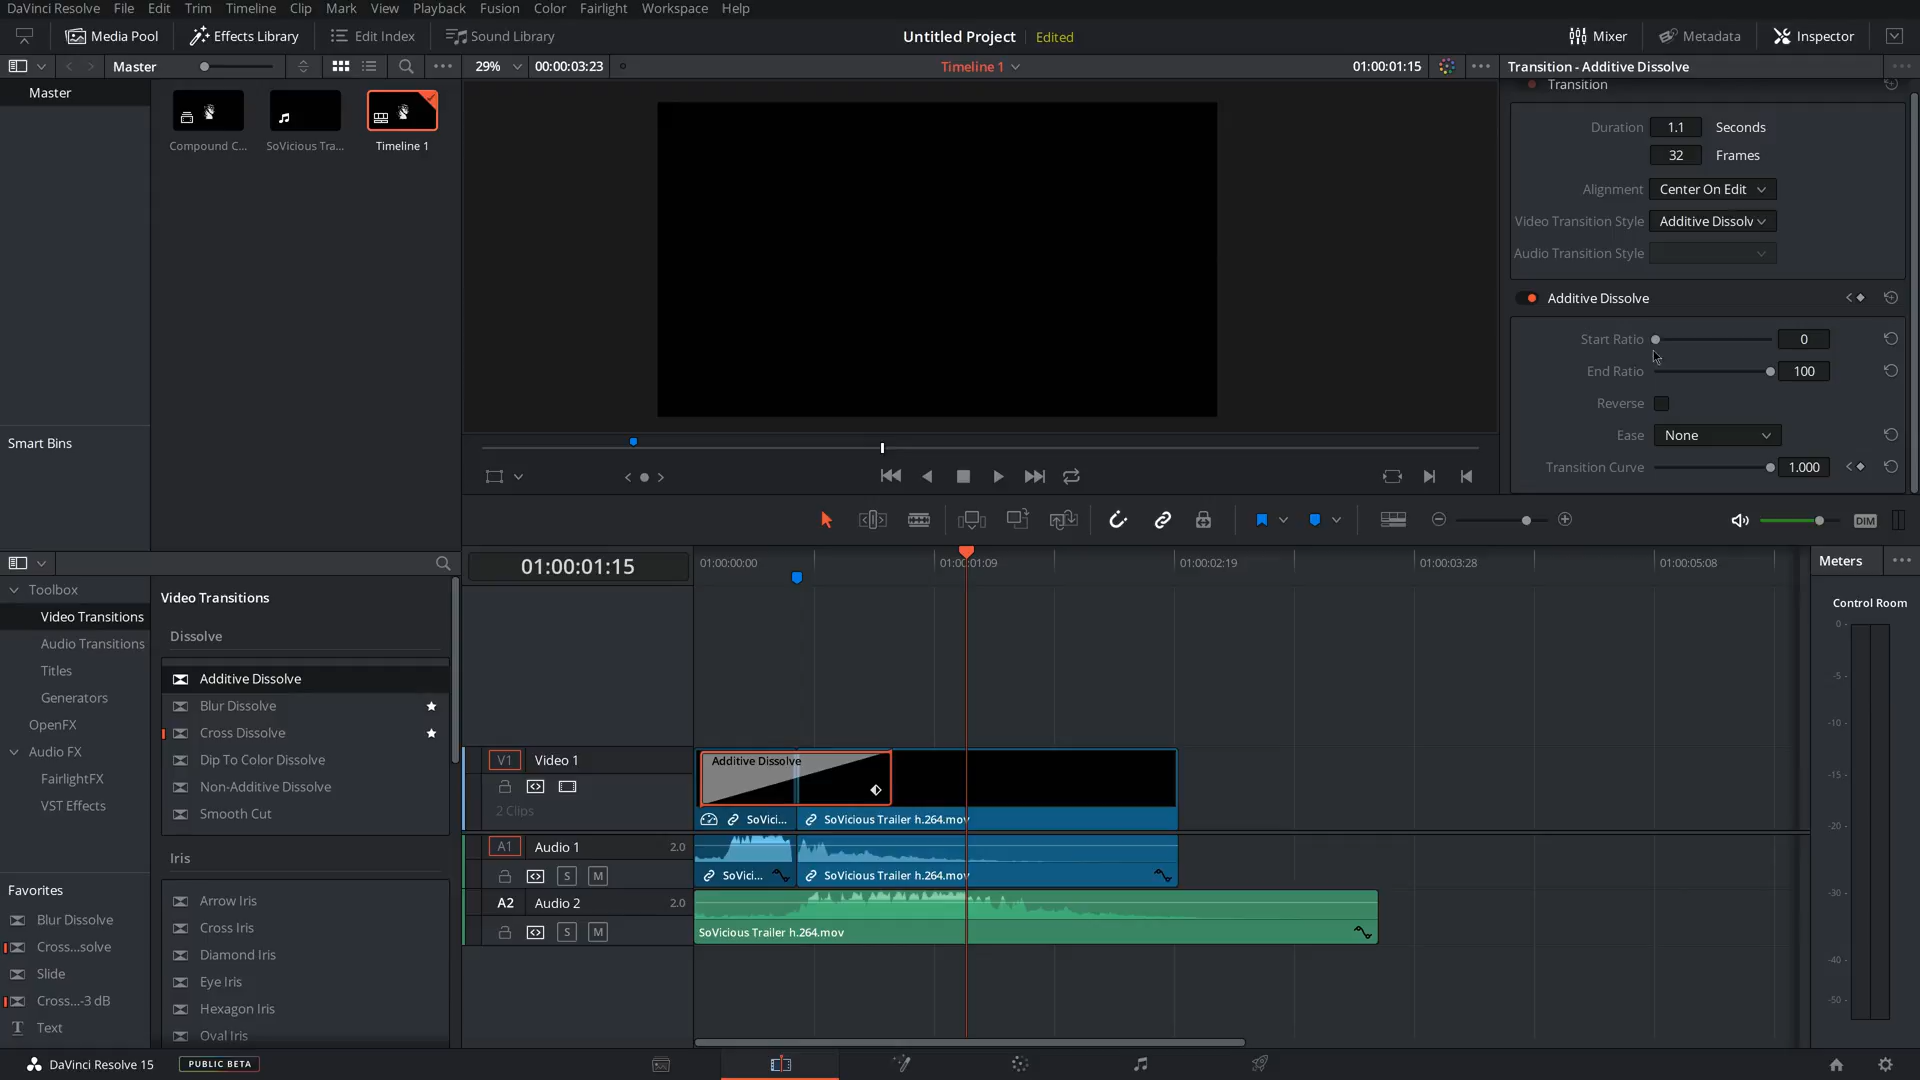 DaVinci Resolve File Edit Trim Timeline Clip Mark View Playback Fusion Color Fairlight Workspace Help
Media Pool Effects Library Edit Index Sound Library Untitled Project Edited Mixer Metadata Inspector
Master 29% 00:00:03:23 Timeline 1 01:00:01:15 Transition - Additive Dissolve
Master
Compound C... SoVicious Tra... Timeline 1
Transition
Duration 1.1 Seconds
32 Frames
Alignment Center On Edit
Video Transition Style Additive Dissolv
Audio Transition Style
Additive Dissolve
Start Ratio 0
End Ratio 100
Reverse
Ease None
Transition Curve 1.000
Smart Bins
DIM
01:00:01:15
01:00:00:00 01:00:01:09 01:00:02:19 01:00:03:28 01:00:05:08
Meters
Control Room
0
-5
-10
-15
-20
-30
-40
-50
Toolbox
Video Transitions
Audio Transitions
Titles
Generators
OpenFX
Audio FX
FairlightFX
VST Effects
Favorites
Blur Dissolve
Cross...solve
Slide
Cross...-3 dB
T Text
Video Transitions
Dissolve
Additive Dissolve
Blur Dissolve
Cross Dissolve
Dip To Color Dissolve
Non-Additive Dissolve
Smooth Cut
Iris
Arrow Iris
Cross Iris
Diamond Iris
Eye Iris
Hexagon Iris
Oval Iris
V1 Video 1
2 Clips
Additive Dissolve
SoVici... SoVicious Trailer h.264.mov
A1 Audio 1 2.0
S M
SoVici... SoVicious Trailer h.264.mov
A2 Audio 2 2.0
S M
SoVicious Trailer h.264.mov
DaVinci Resolve 15 PUBLIC BETA